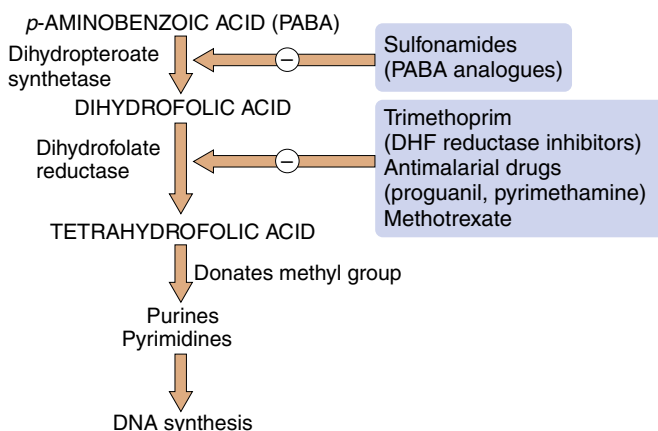 p-AMINOBENZOIC ACID (PABA)
Dihydropteroate
synthetase
−
Sulfonamides
(PABA analogues)
DIHYDROFOLIC ACID
Dihydrofolate
reductase
−
Trimethoprim
(DHF reductase inhibitors)
Antimalarial drugs
(proguanil, pyrimethamine)
Methotrexate
TETRAHYDROFOLIC ACID
Donates methyl group
Purines
Pyrimidines
DNA synthesis